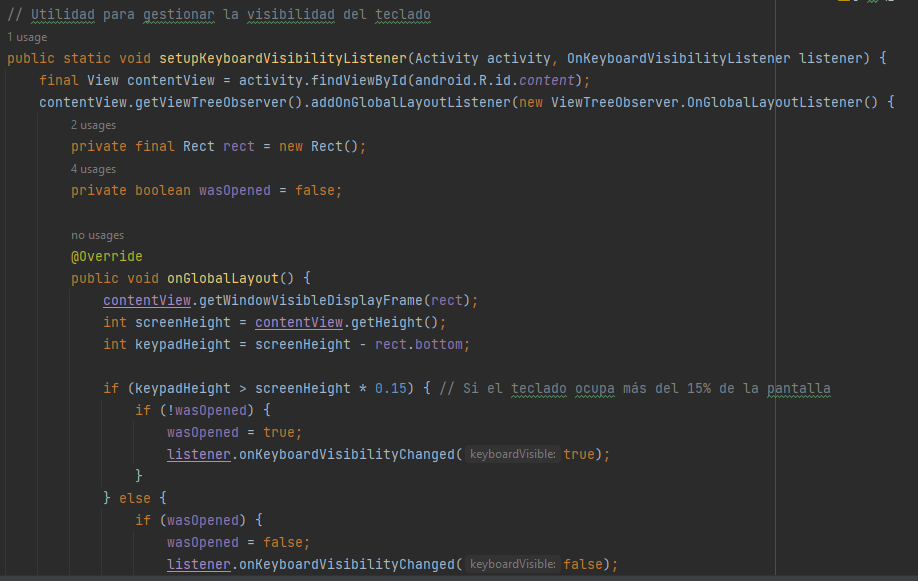 // Utilidad para gestionar la visibilidad del teclado
1 usage
public static void setupKeyboardVisibilityListener(Activity activity, OnKeyboardVisibilityListener listener) {
    final View contentView = activity.findViewById(android.R.id.content);
    contentView.getViewTreeObserver().addOnGlobalLayoutListener(new ViewTreeObserver.OnGlobalLayoutListener() {
        2 usages
        private final Rect rect = new Rect();
        4 usages
        private boolean wasOpened = false;
        no usages
        @Override
        public void onGlobalLayout() {
            contentView.getWindowVisibleDisplayFrame(rect);
            int screenHeight = contentView.getHeight();
            int keypadHeight = screenHeight - rect.bottom;
            if (keypadHeight > screenHeight * 0.15) { // Si el teclado ocupa más del 15% de la pantalla
                if (!wasOpened) {
                    wasOpened = true;
                    listener.onKeyboardVisibilityChanged( keyboardVisible: true);
                }
            } else {
                if (wasOpened) {
                    wasOpened = false;
                    listener.onKeyboardVisibilityChanged( keyboardVisible: false);